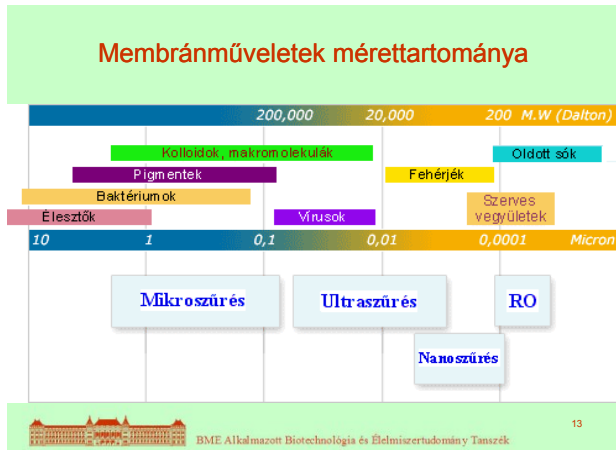 Membránműveletek mérettartománya
200,000 20,000 200 M.W (Dalton)
Kolloidok, makromolekulák
Oldott sók
Pigmentek
Fehérjék
Baktériumok
Szerves
vegyületek
Élesztők
Vírusok
10 1 0,1 0,01 0,0001 Micron
Mikroszűrés
Ultraszűrés
RO
Nanoszűrés
13
BME Alkalmazott Biotechnológia és Élelmiszertudomány Tanszék